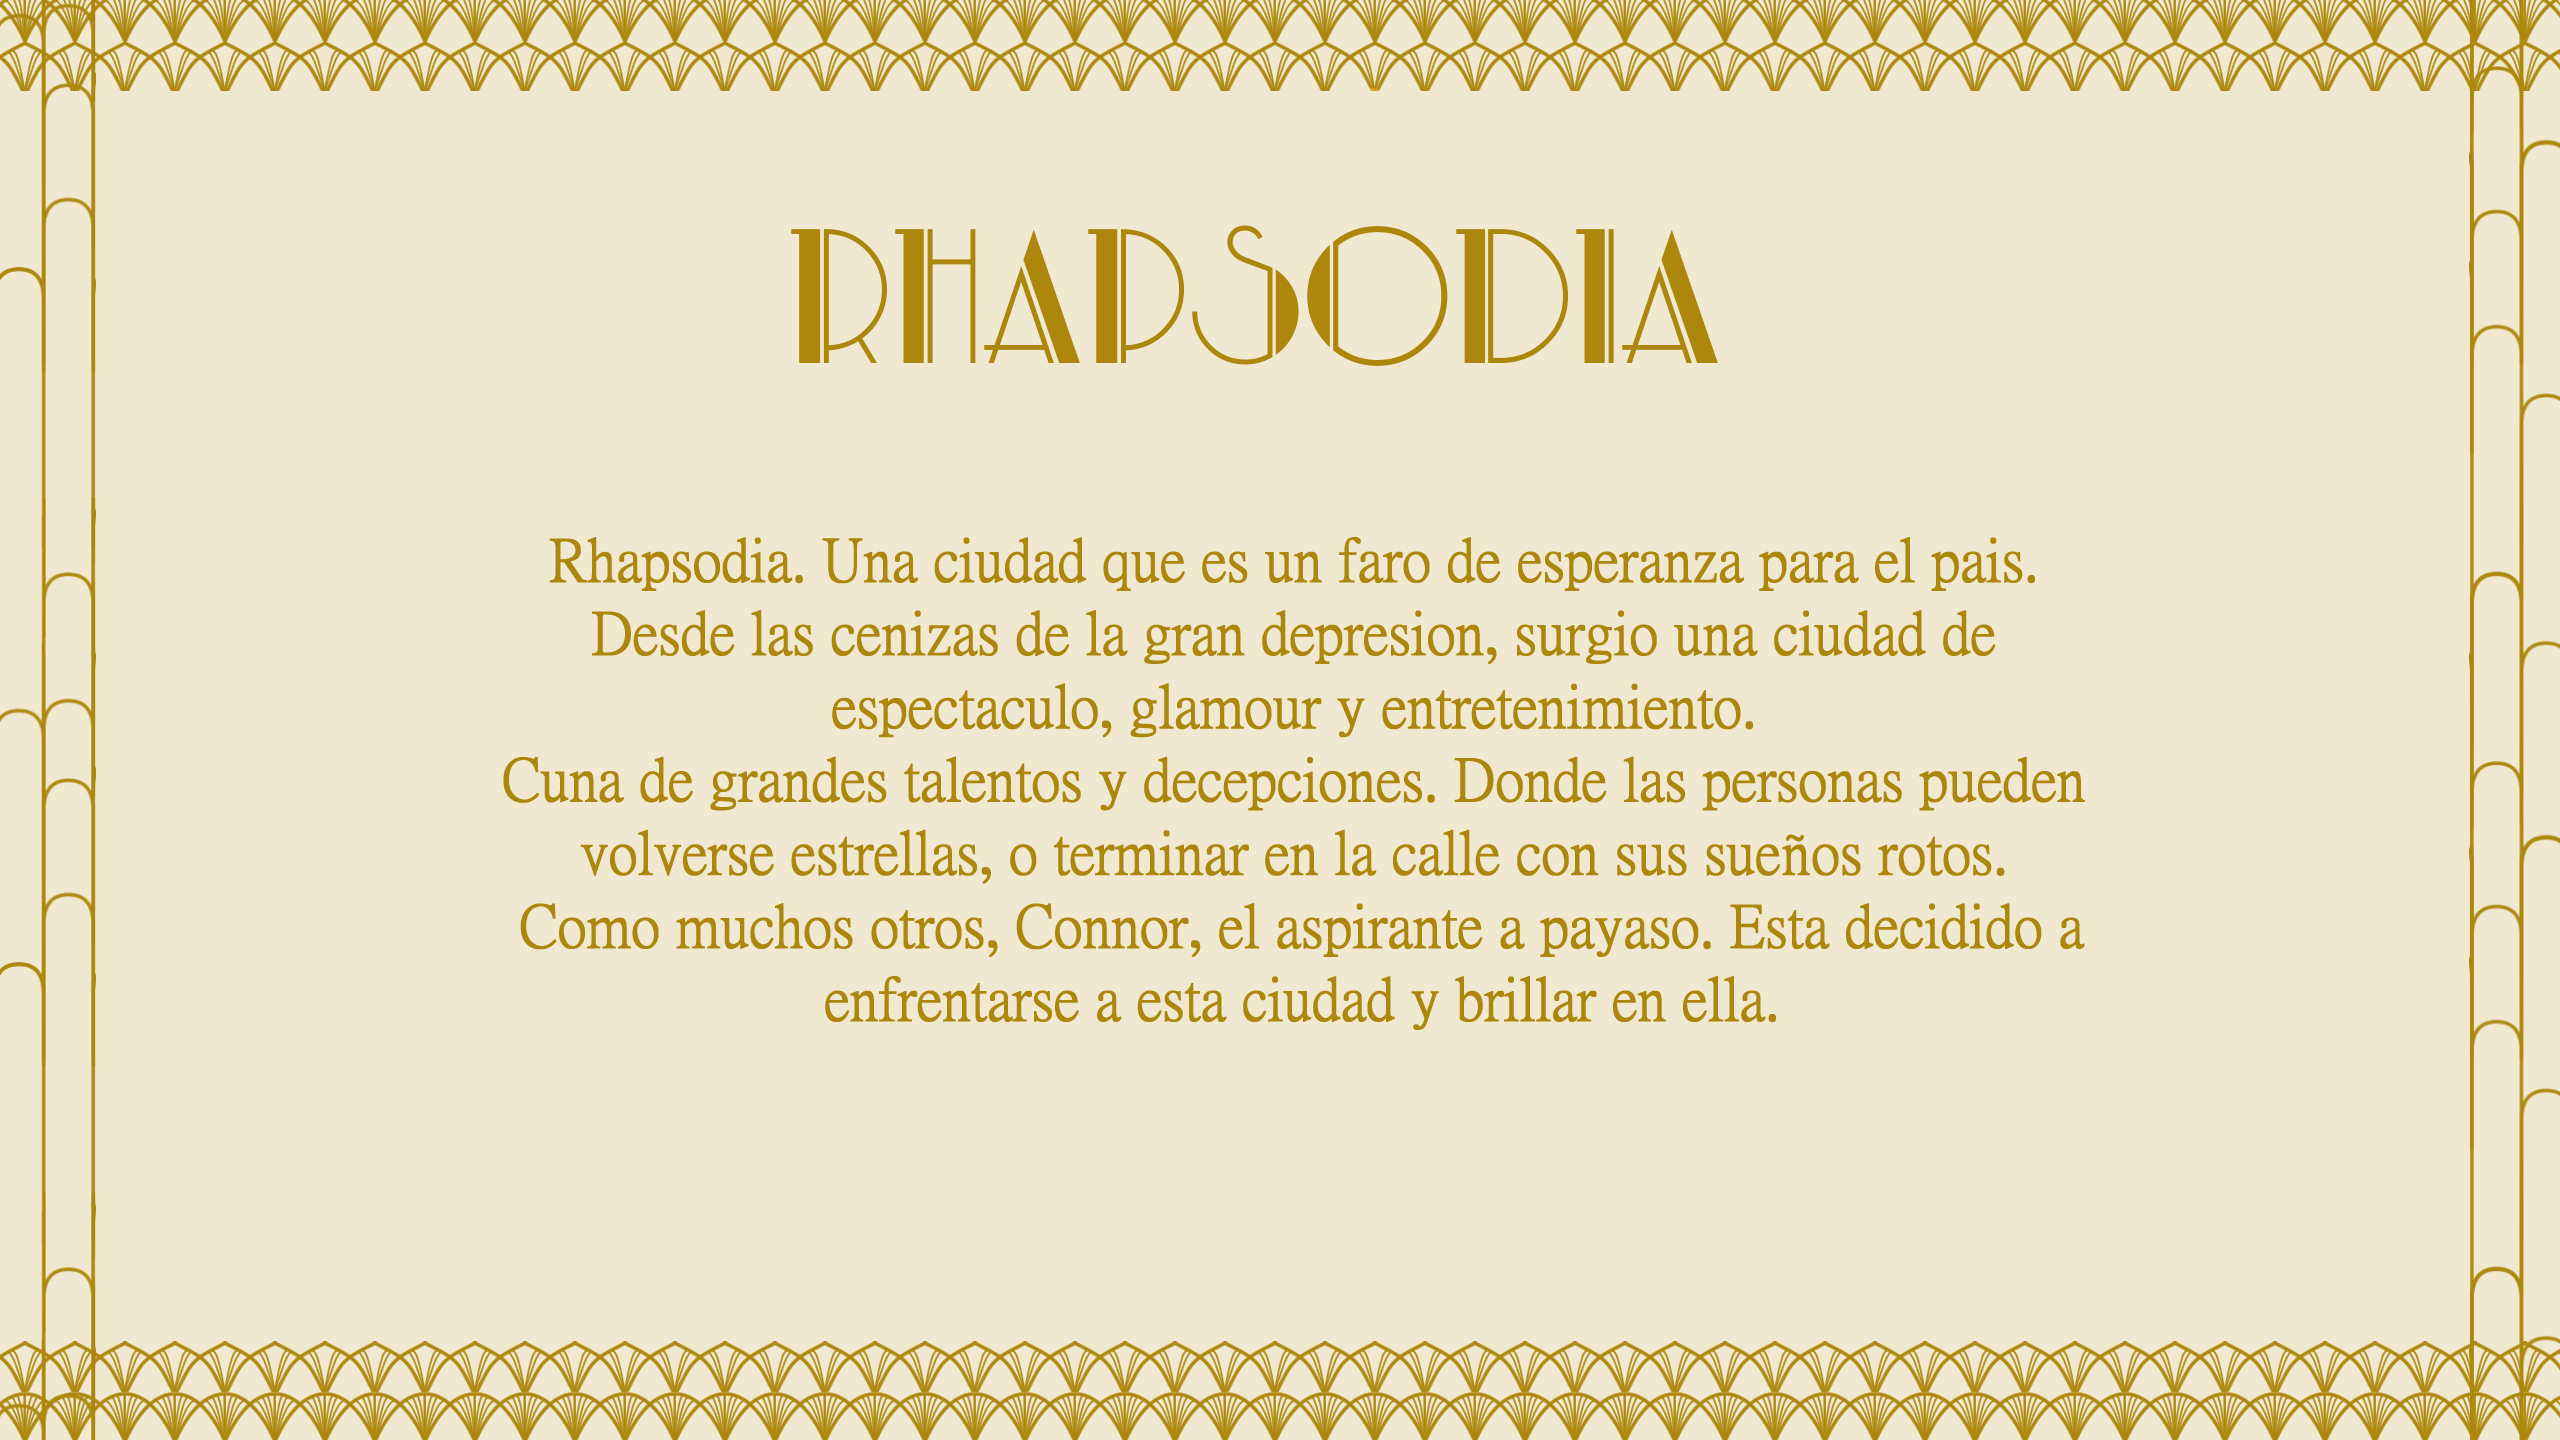 RHAPSODIA
Rhapsodia. Una ciudad que es un faro de esperanza para el pais.
Desde las cenizas de la gran depresion, surgio una ciudad de
espectaculo, glamour y entretenimiento.
Cuna de grandes talentos y decepciones. Donde las personas pueden
volverse estrellas, o terminar en la calle con sus sueños rotos.
Como muchos otros, Connor, el aspirante a payaso. Esta decidido a
enfrentarse a esta ciudad y brillar en ella.